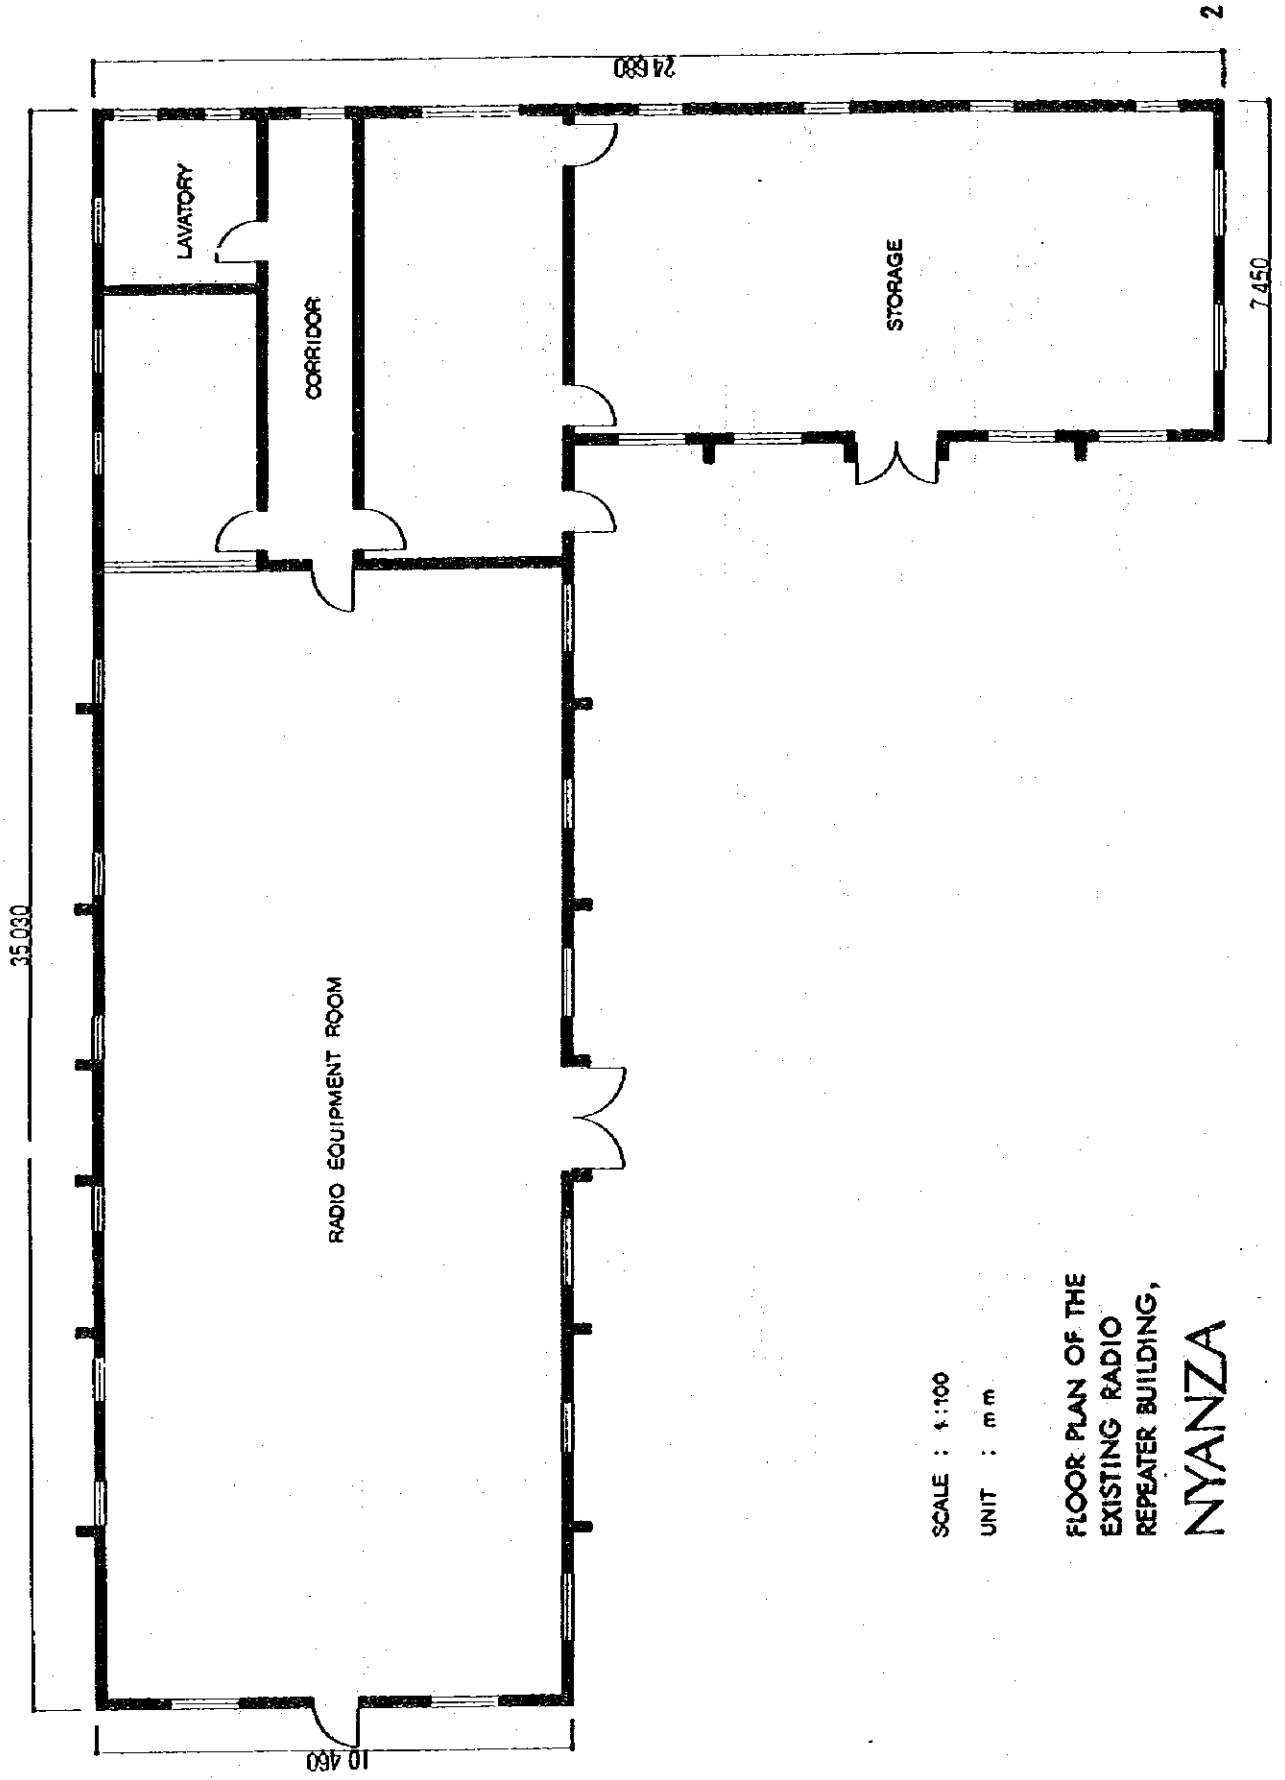 35 030
24 680
LAVATORY
CORRIDOR
STORAGE
7 450
RADIO EQUIPMENT ROOM
10 460
SCALE : 1:100
UNIT : mm
FLOOR PLAN OF THE
EXISTING RADIO
REPEATER BUILDING,
NYANZA
2